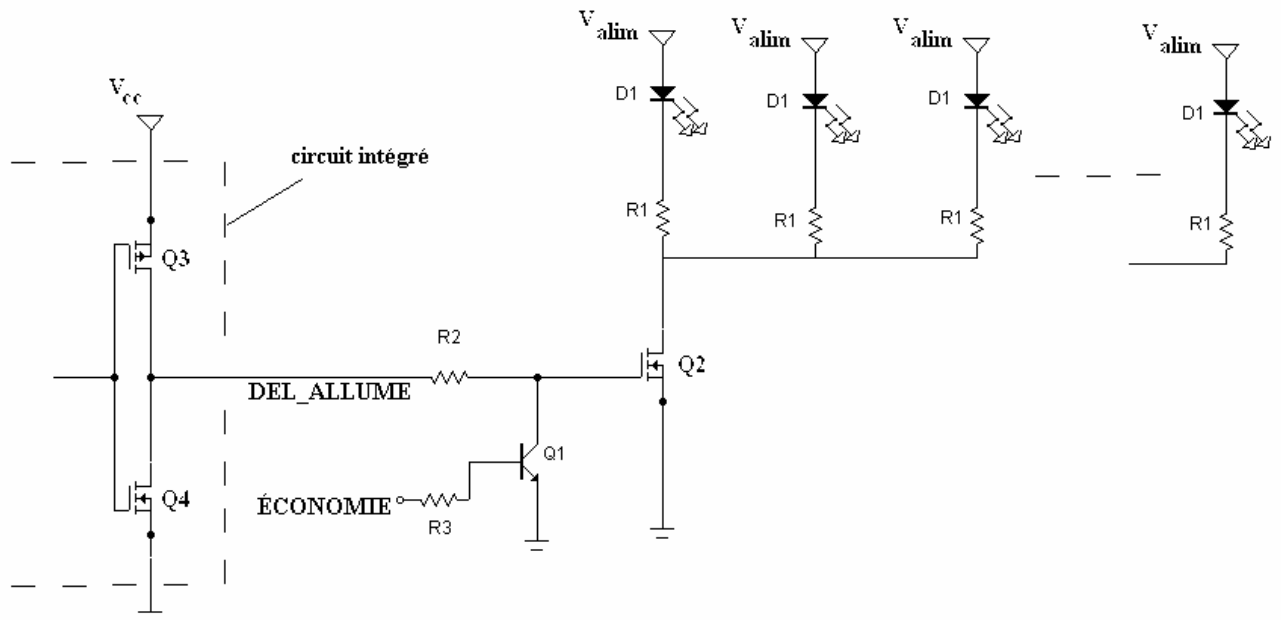 Valim
Valim
Valim
Valim
D1
D1
D1
D1
Vcc
circuit intégré
R1
R1
R1
R1
Q3
R2
Q2
DEL_ALLUME
Q1
Q4
ÉCONOMIE
R3